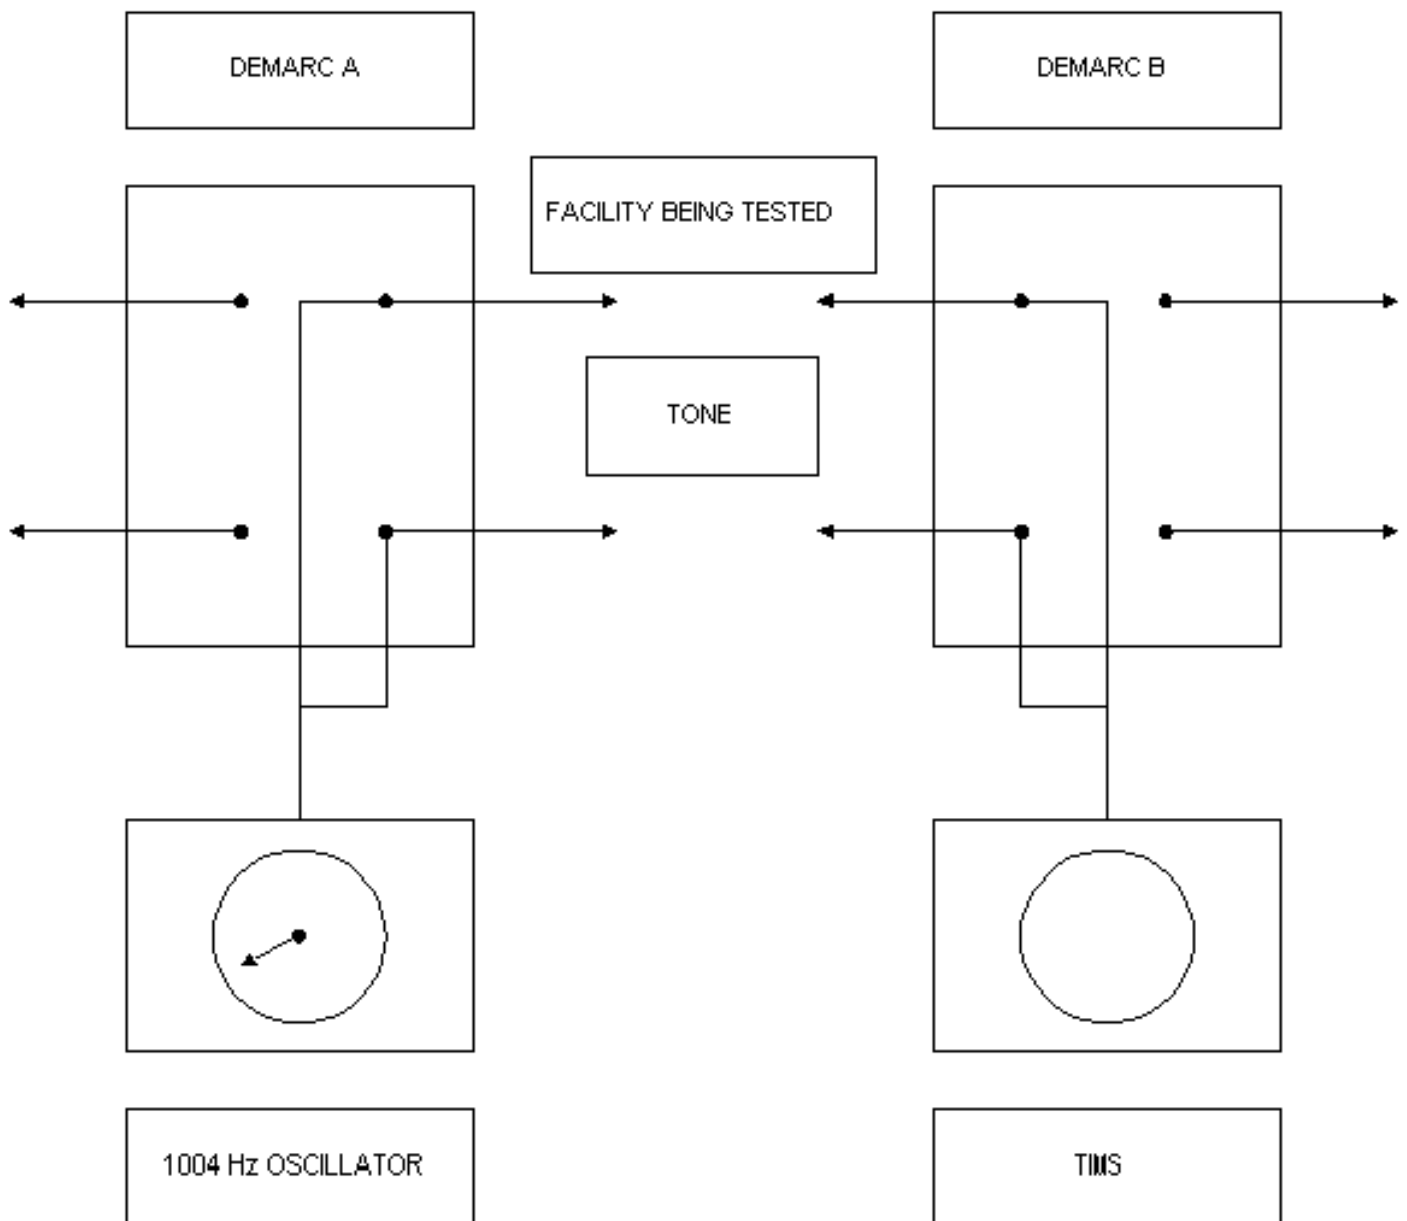 DEMARC A
DEMARC B
FACILITY BEING TESTED
TONE
1004 Hz OSCILLATOR
TIMS